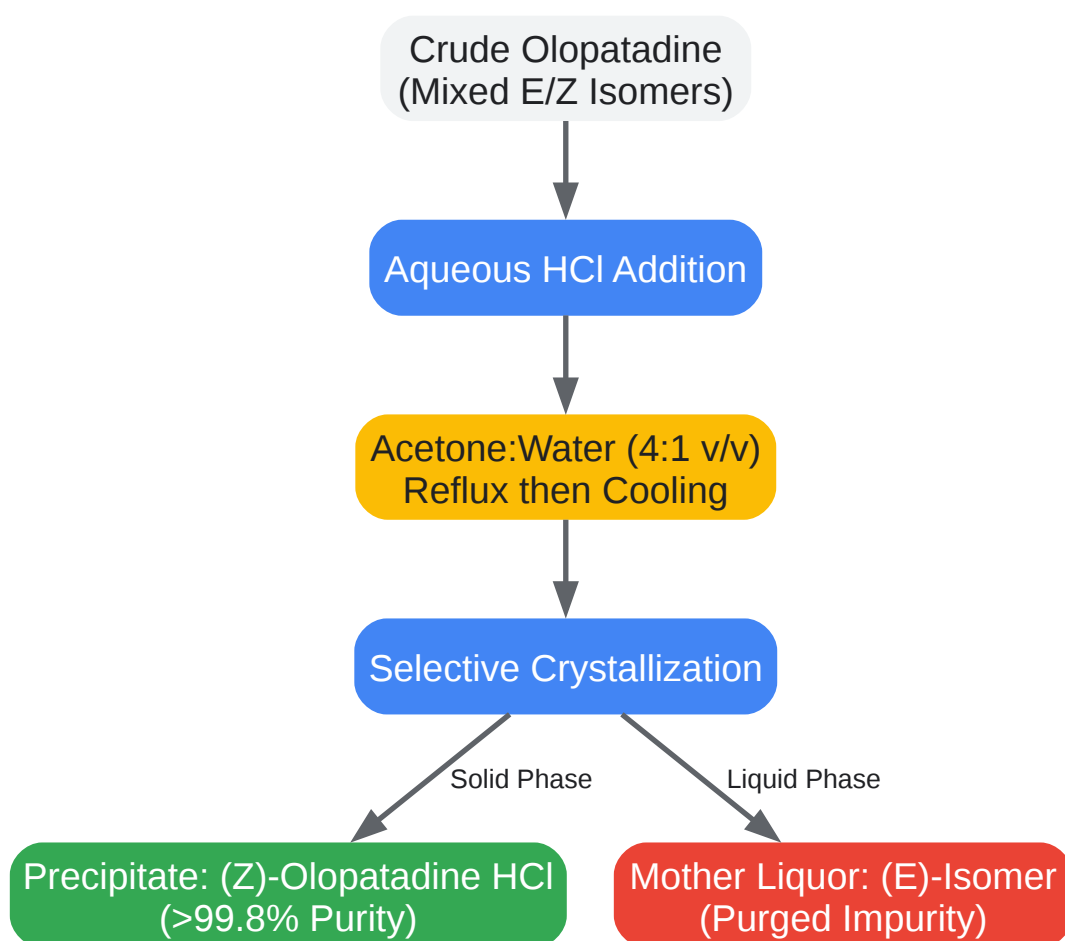 Crude Olopatadine
(Mixed E/Z Isomers)
Aqueous HCl Addition
Acetone:Water (4:1 v/v)
Reflux then Cooling
Selective Crystallization
Solid Phase
Liquid Phase
Precipitate: (Z)-Olopatadine HCl
(>99.8% Purity)
Mother Liquor: (E)-Isomer
(Purged Impurity)